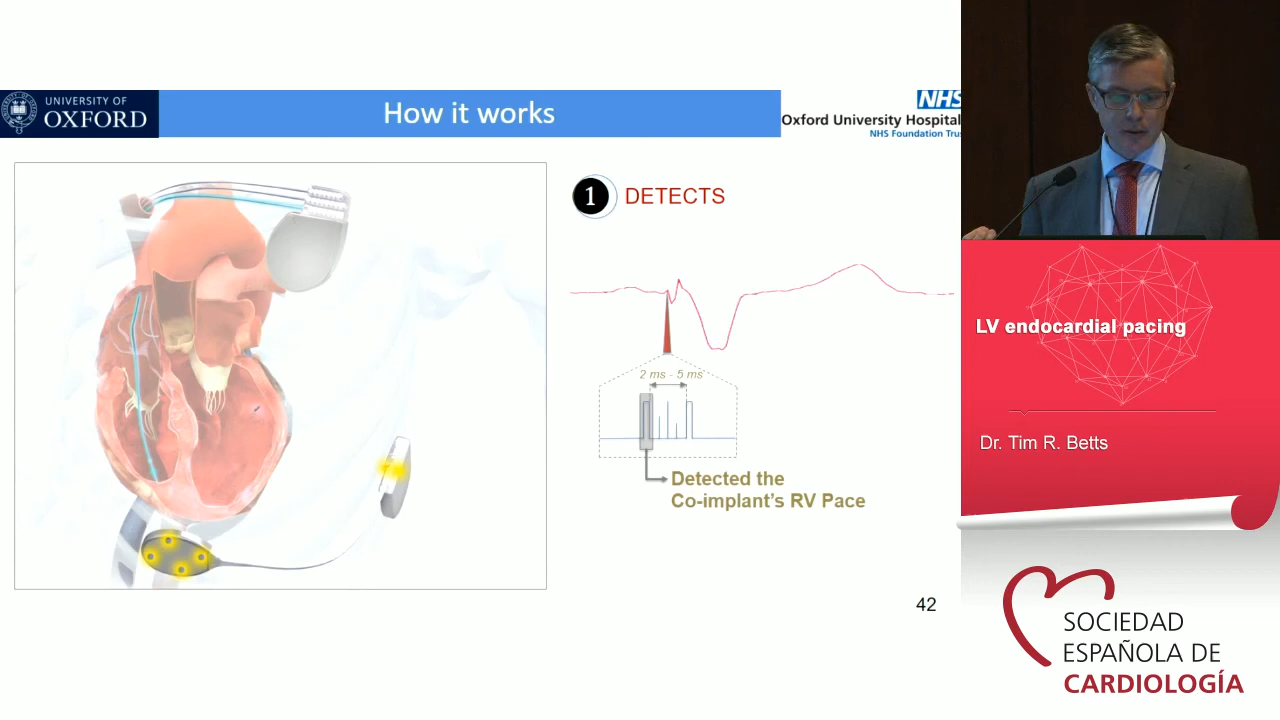 UNIVERSITY OF
OXFORD
How it works
NHS
Oxford University Hospital
NHS Foundation Trus
1 DETECTS
2 ms - 5 ms
Detected the
Co-implant's RV Pace
42
LV endocardial pacing
Dr. Tim R. Betts
SOCIEDAD
ESPAÑOLA DE
CARDIOLOGÍA